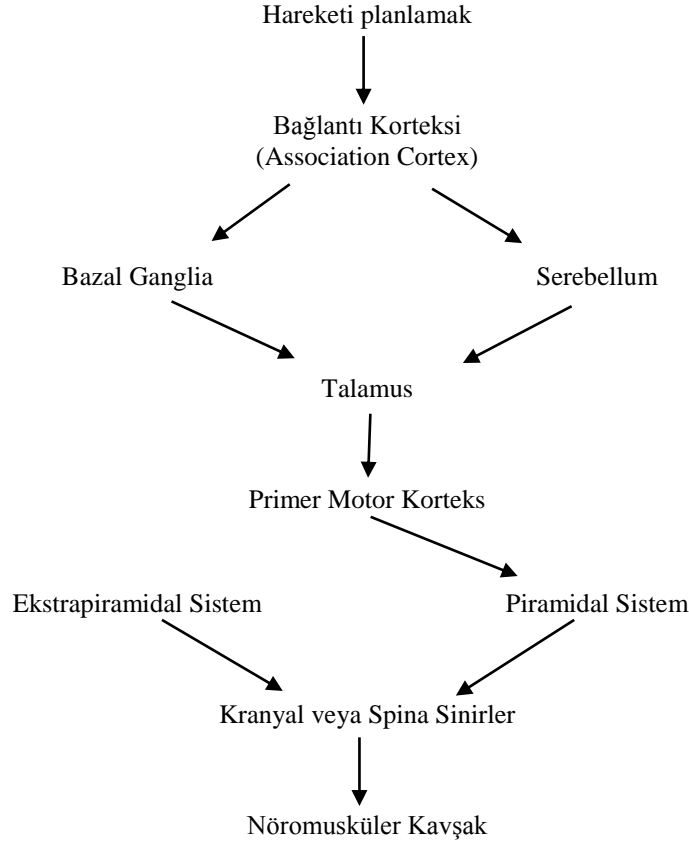 Hareketi planlamak
Bağlantı Korteksi
(Association Cortex)
Bazal Ganglia
Serebellum
Talamus
Primer Motor Korteks
Ekstrapiramidal Sistem
Piramidal Sistem
Kranyal veya Spina Sinirler
Nöromusküler Kavşak